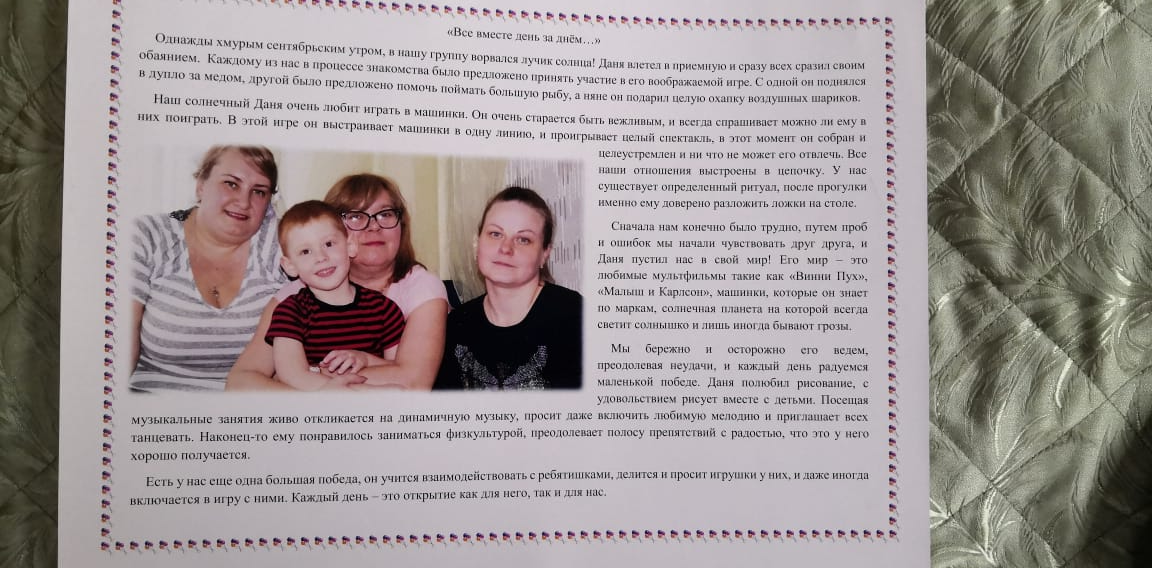 «Все вместе день за днём…»
Однажды хмурым сентябрьским утром, в нашу группу ворвался лучик солнца! Даня влетел в приемную и сразу всех сразил своим
обаянием. Каждому из нас в процессе знакомства было предложено принять участие в его воображаемой игре. С одной он поднялся
в дупло за медом, другой было предложено помочь поймать большую рыбу, а няне он подарил целую охапку воздушных шариков.
Наш солнечный Даня очень любит играть в машинки. Он очень старается быть вежливым, и всегда спрашивает можно ли ему в
них поиграть. В этой игре он выстраивает машинки в одну линию, и проигрывает целый спектакль, в этот момент он собран и
целеустремлен и ни что не может его отвлечь. Все
наши отношения выстроены в цепочку. У нас
существует определенный ритуал, после прогулки
именно ему доверено разложить ложки на столе.
Сначала нам конечно было трудно, путем проб
и ошибок мы начали чувствовать друг друга, и
Даня пустил нас в свой мир! Его мир – это
любимые мультфильмы такие как «Винни Пух»,
«Малыш и Карлсон», машинки, которые он знает
по маркам, солнечная планета на которой всегда
светит солнышко и лишь иногда бывают грозы.
Мы бережно и осторожно его ведем,
преодолевая неудачи, и каждый день радуемся
маленькой победе. Даня полюбил рисование, с
удовольствием рисует вместе с детьми. Посещая
музыкальные занятия живо откликается на динамичную музыку, просит даже включить любимую мелодию и приглашает всех
танцевать. Наконец-то ему понравилось заниматься физкультурой, преодолевает полосу препятствий с радостью, что это у него
хорошо получается.
Есть у нас еще одна большая победа, он учится взаимодействовать с ребятишками, делится и просит игрушки у них, и даже иногда
включается в игру с ними. Каждый день – это открытие как для него, так и для нас.